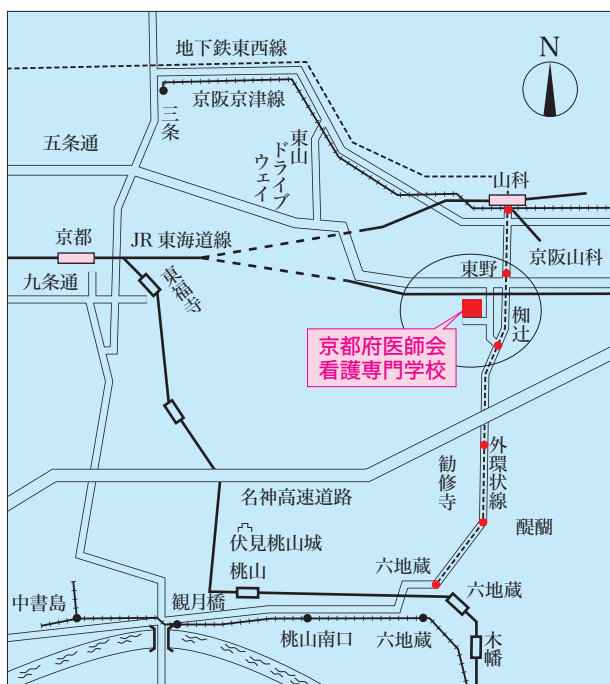 地下鉄東西線
N
京阪京津線
三条
五条通
東山
ドライブ
ウェイ
山科
京都
JR東海道線
京阪山科
東野
九条通
東福寺
椥辻
京都府医師会
看護専門学校
外環状線
勧修寺
名神高速道路
伏見桃山城
醍醐
桃山
六地蔵
六地蔵
中書島
観月橋
桃山南口
六地蔵
木幡